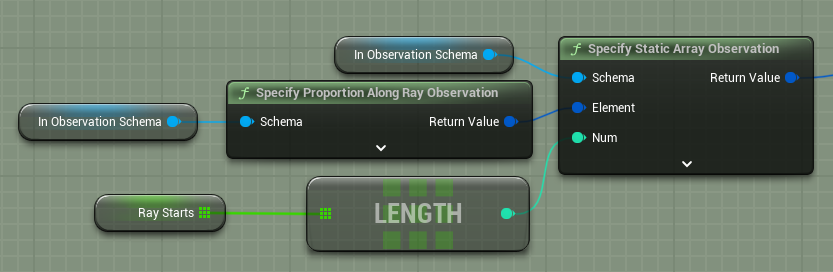 In Observation Schema
f Specify Static Array Observation
Schema
Return Value
Element
Num
f Specify Proportion Along Ray Observation
In Observation Schema
Schema
Return Value
Ray Starts
LENGTH